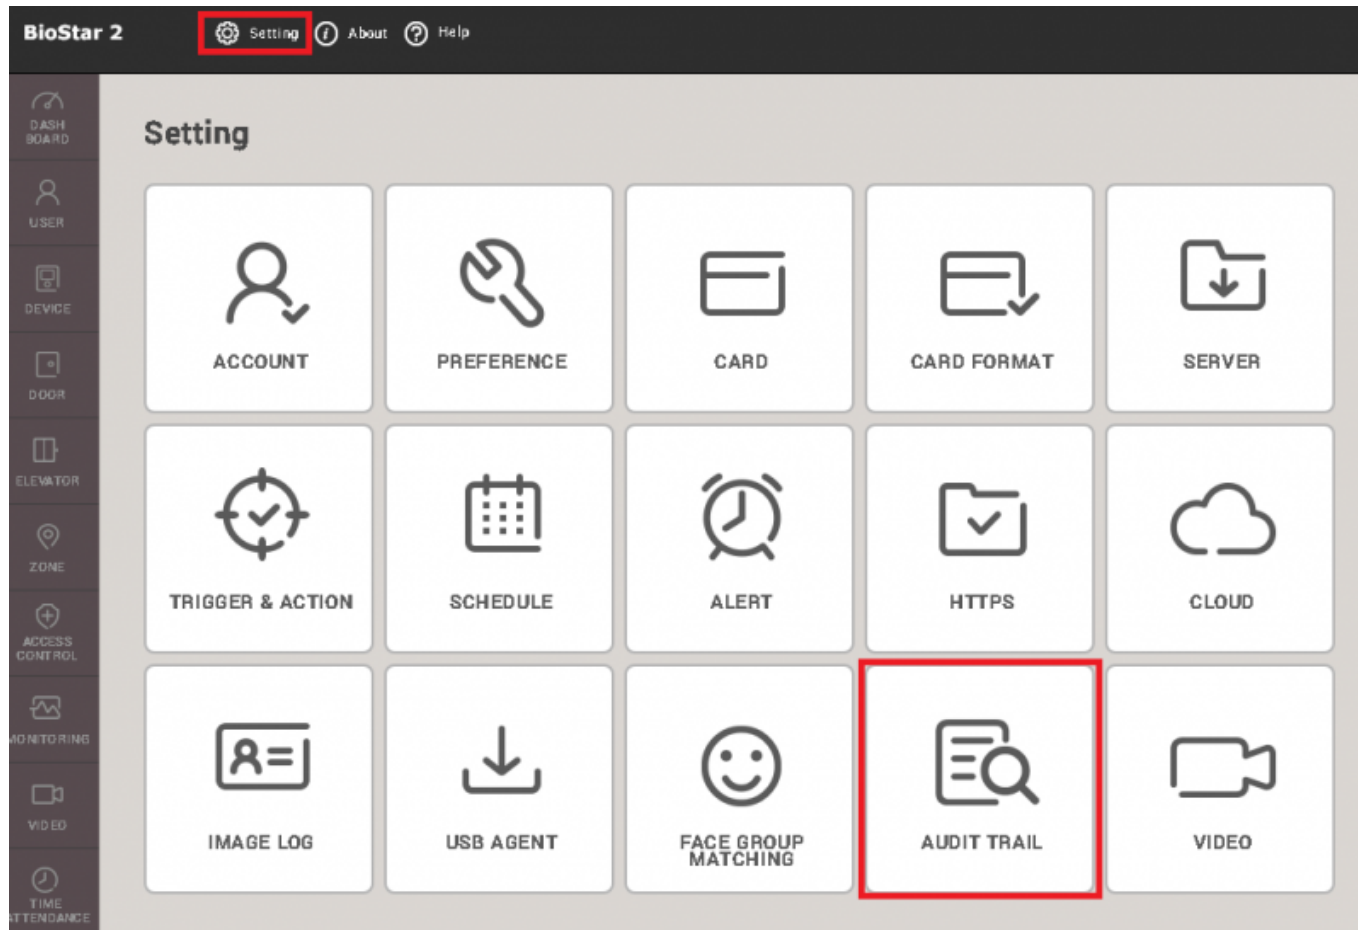 BioStar 2
Setting
About
Help
DASH
BOARD
USER
DEVICE
DOOR
ELEVATOR
ZONE
ACCESS
CONTROL
MONITORING
VIDEO
TIME
ATTENDANCE
Setting
ACCOUNT
PREFERENCE
CARD
CARD FORMAT
SERVER
TRIGGER & ACTION
SCHEDULE
ALERT
HTTPS
CLOUD
IMAGE LOG
USB AGENT
FACE GROUP
MATCHING
AUDIT TRAIL
VIDEO